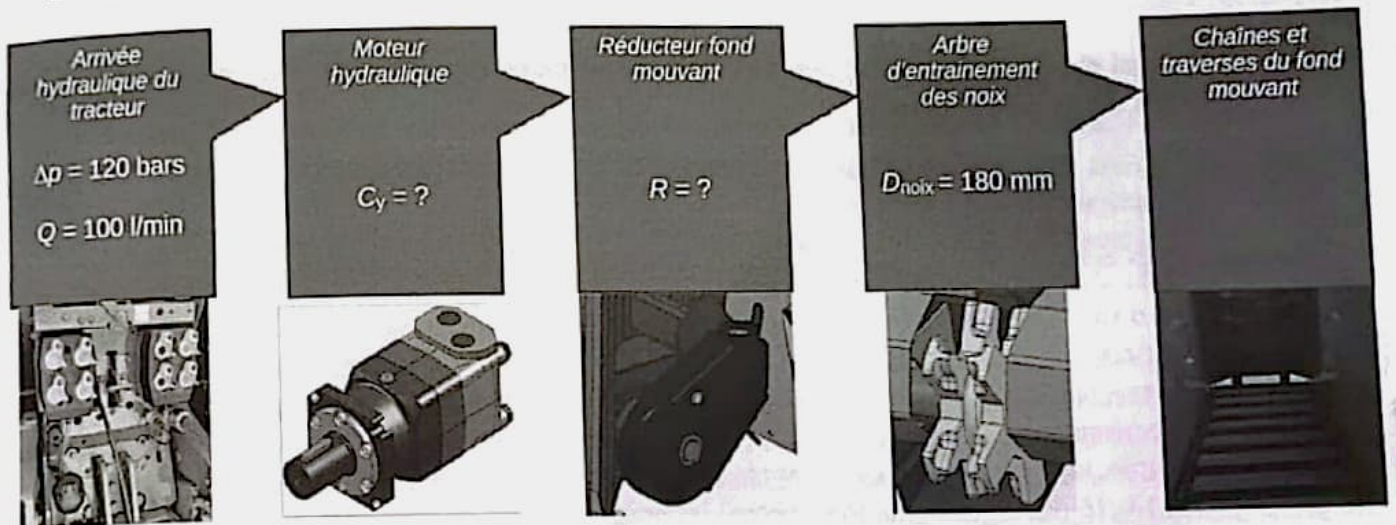 Arrivée
hydraulique du
tracteur
Δp = 120 bars
Q = 100 l/min
Moteur
hydraulique
Cy = ?
Réducteur fond
mouvant
R = ?
Arbre
d'entrainement
des noix
Dnoix = 180 mm
Chaînes et
traverses du fond
mouvant